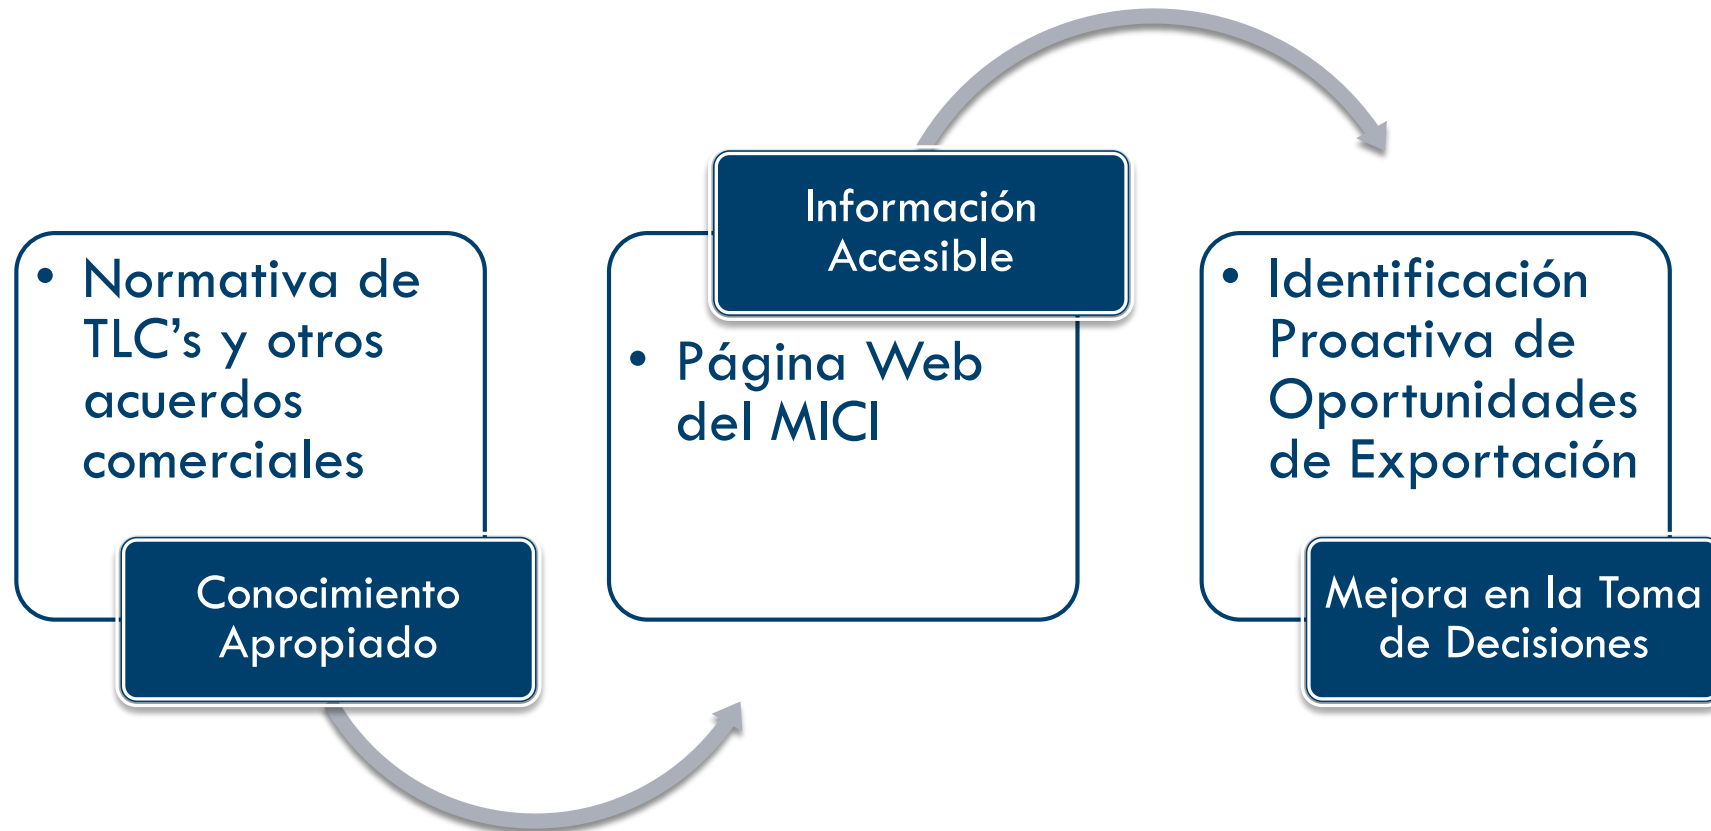 • Normativa de
TLC’s y otros
acuerdos
comerciales
Conocimiento
Apropiado
Información
Accesible
• Página Web
del MICI
• Identificación
Proactiva de
Oportunidades
de Exportación
Mejora en la Toma
de Decisiones